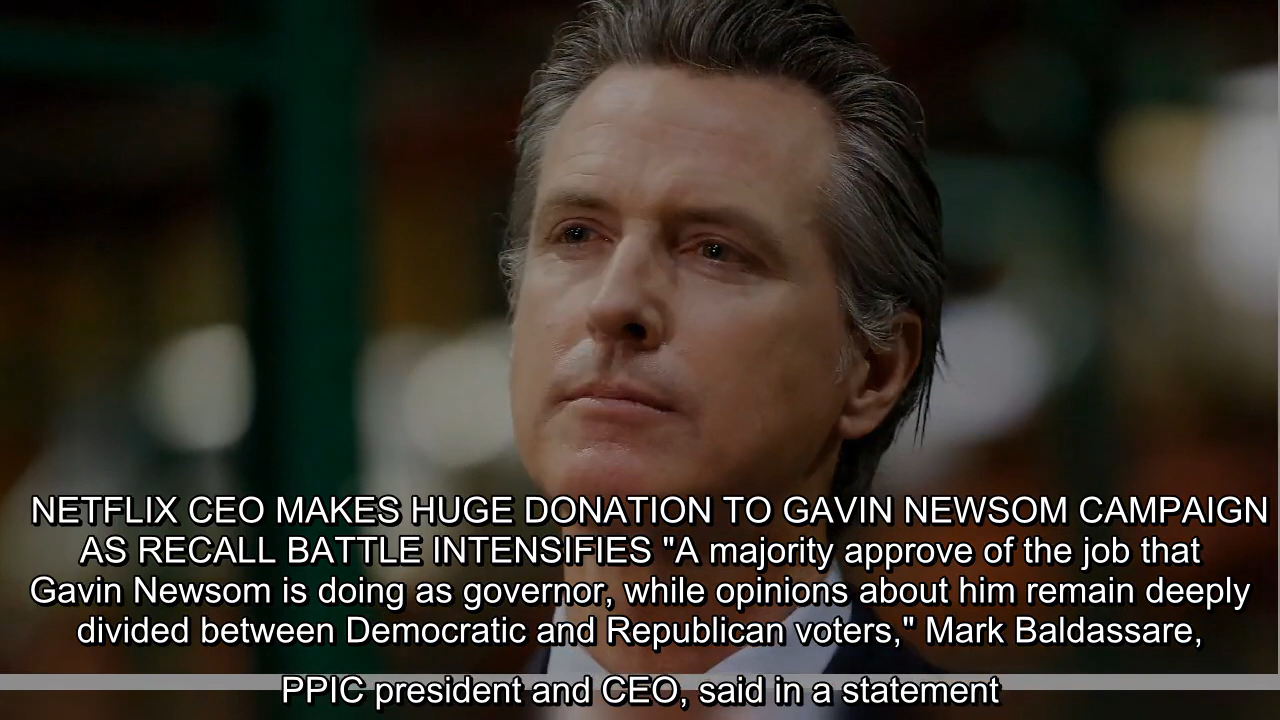 NETFLIX CEO MAKES HUGE DONATION TO GAVIN NEWSOM CAMPAIGN
AS RECALL BATTLE INTENSIFIES "A majority approve of the job that
Gavin Newsom is doing as governor, while opinions about him remain deeply
divided between Democratic and Republican voters," Mark Baldassare,
PPIC president and CEO, said in a statement